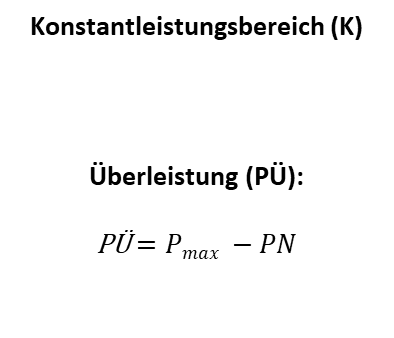 Konstantleistungsbereich (K)
Überleistung (PÜ):
PÜ= P_max − PN